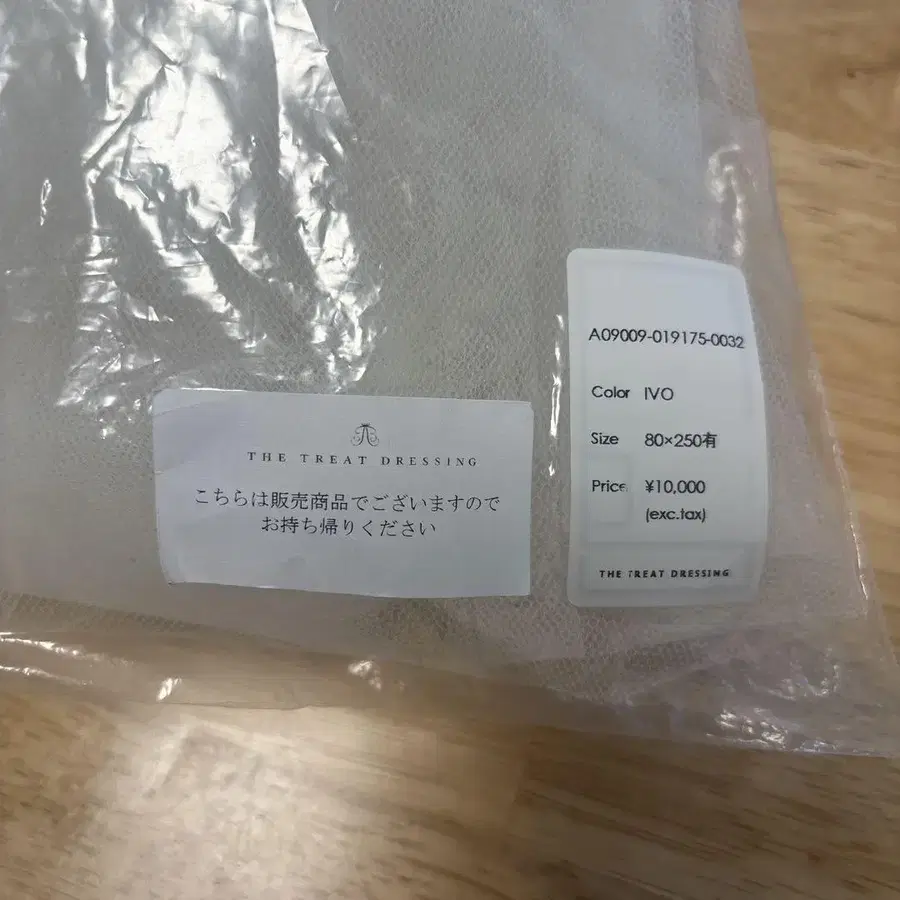 THE TREAT DRESSING
こちらは販売商品でございますので
お持ち帰りください
A09009-019175-0032
Color IVO
Size 80×250有
Price ¥10,000
(exc.tax)
THE TREAT DRESSING